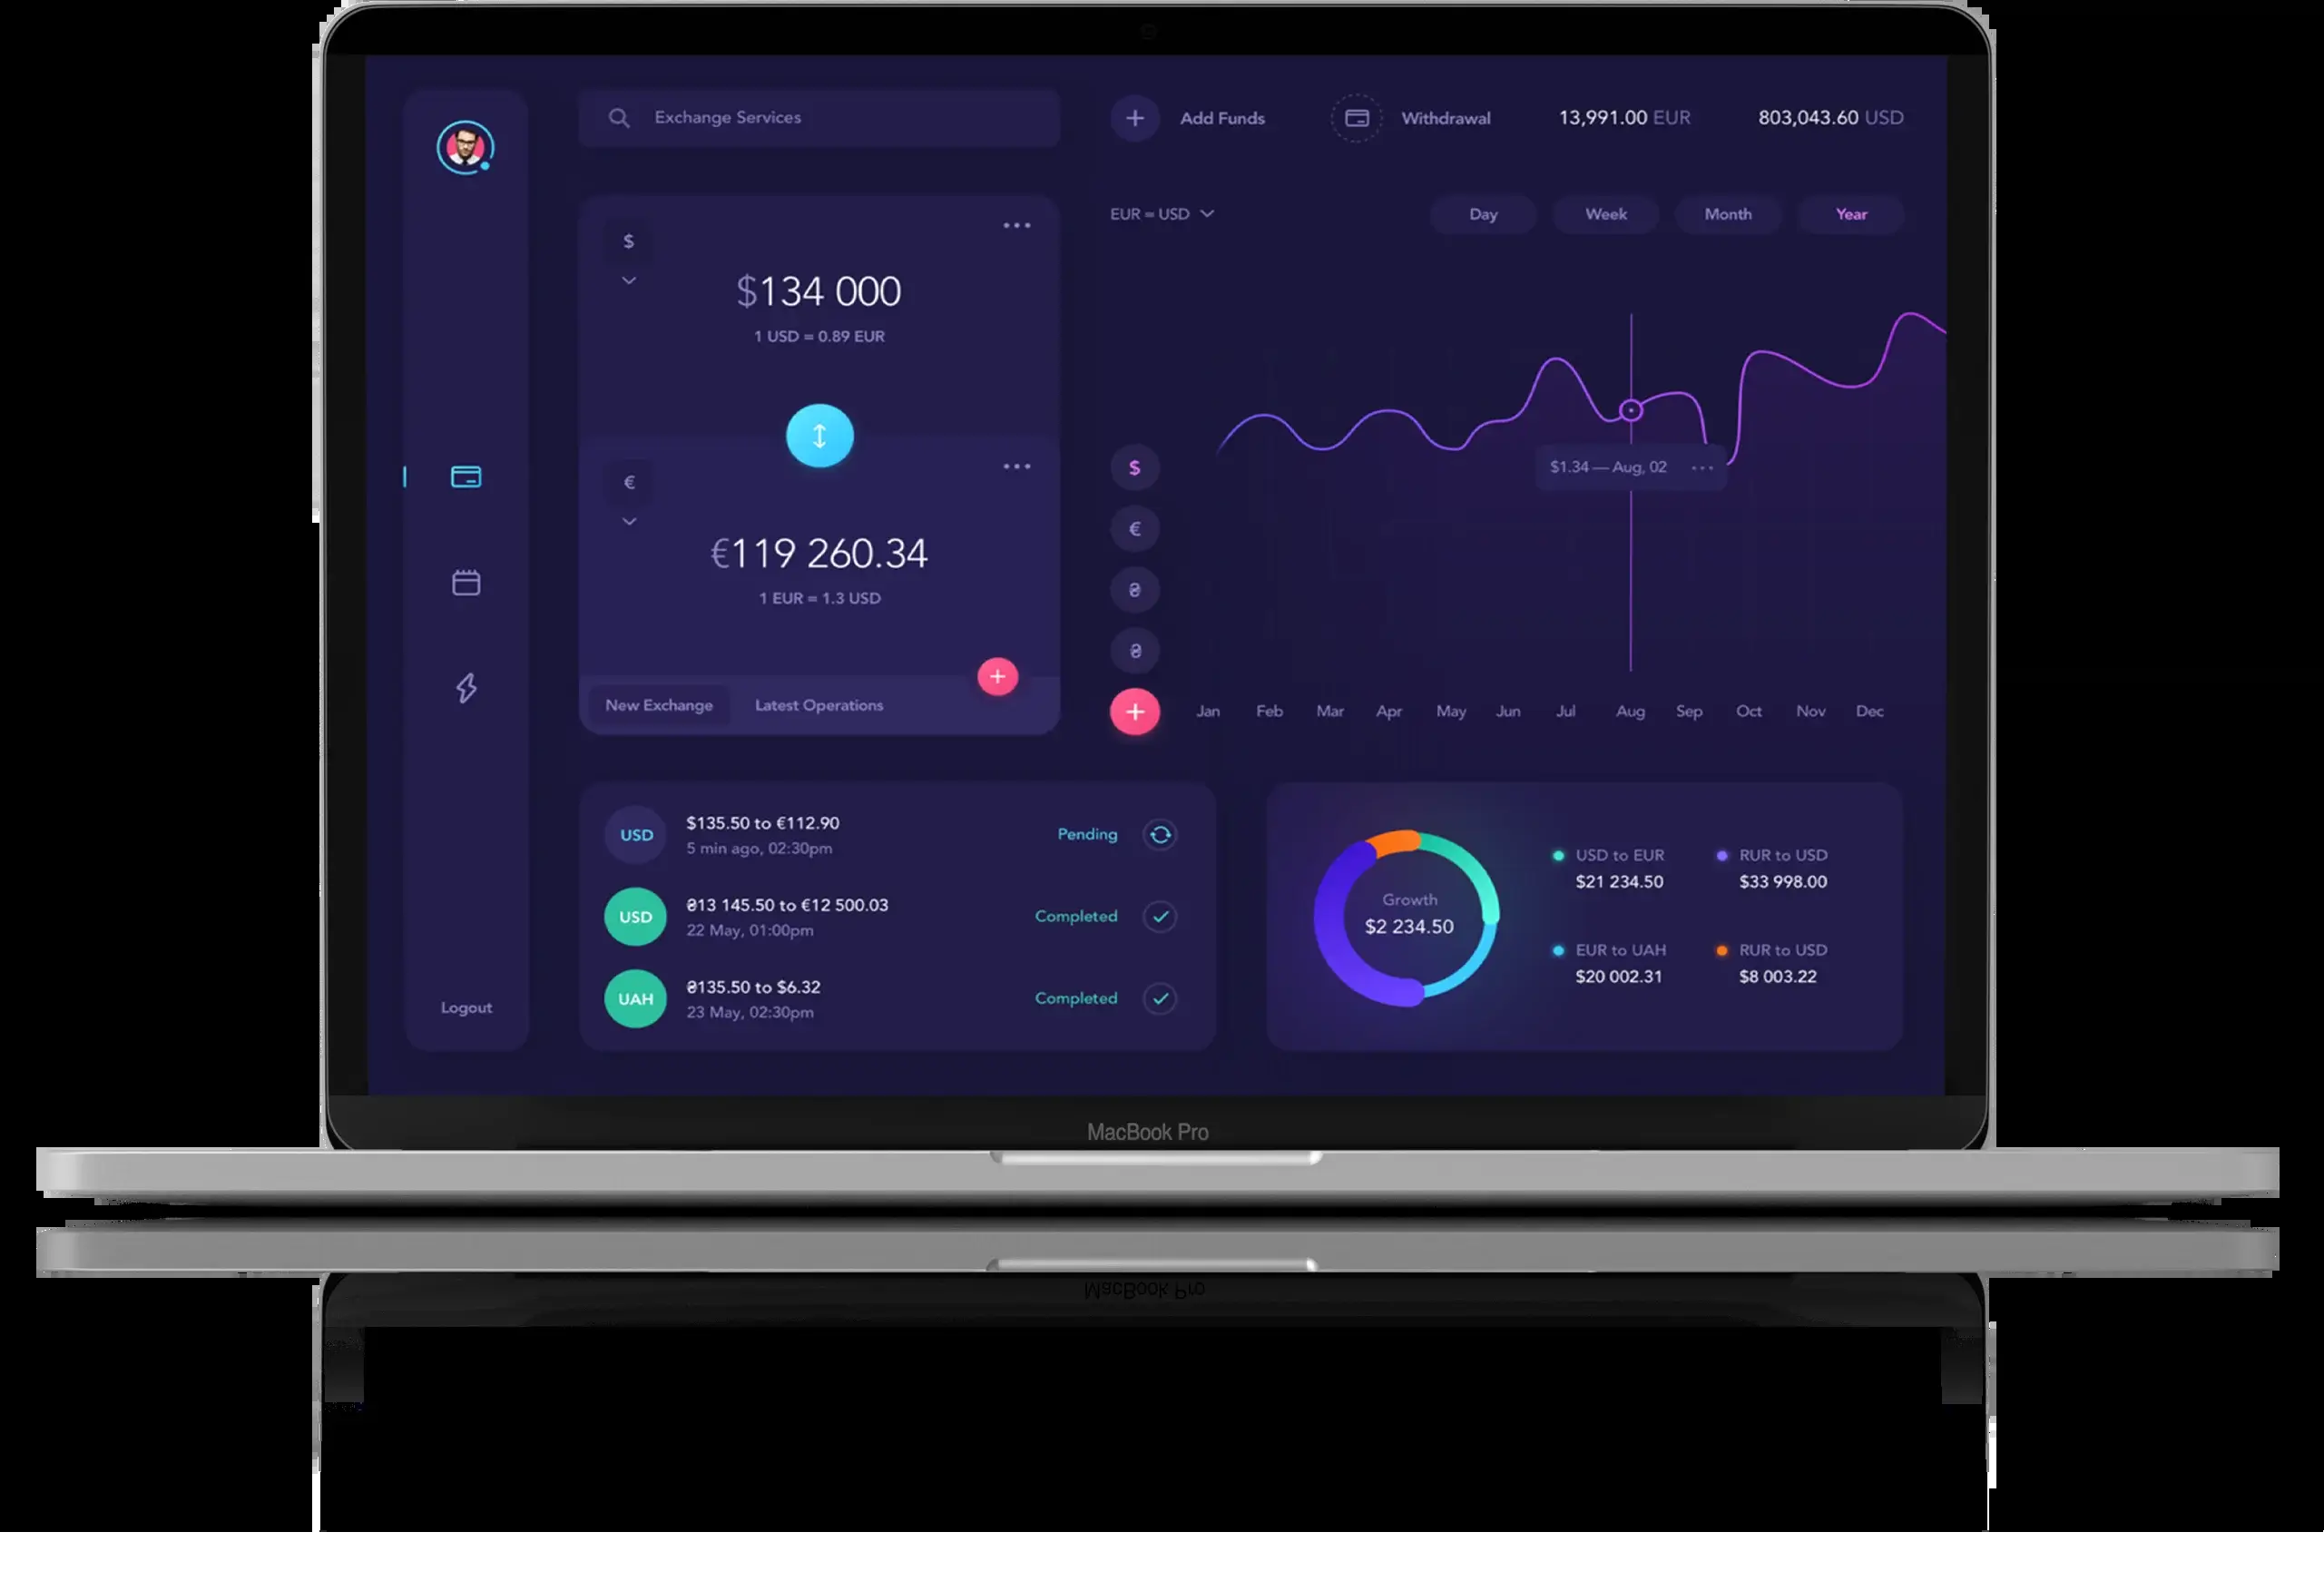 Exchange Services
Add Funds
Withdrawal
13,991.00 EUR
803,043.60 USD
EUR = USD
Day
Week
Month
Year
$
$134 000
1 USD = 0.89 EUR
€
€119 260.34
1 EUR = 1.3 USD
New Exchange
Latest Operations
$1.34 — Aug, 02
$
€
₴
₴
Jan
Feb
Mar
Apr
May
Jun
Jul
Aug
Sep
Oct
Nov
Dec
USD
$135.50 to €112.90
5 min ago, 02:30pm
Pending
USD
₴13 145.50 to €12 500.03
22 May, 01:00pm
Completed
UAH
₴135.50 to $6.32
23 May, 02:30pm
Completed
Growth
$2 234.50
USD to EUR
$21 234.50
RUR to USD
$33 998.00
EUR to UAH
$20 002.31
RUR to USD
$8 003.22
Logout
MacBook Pro
MacBook Pro